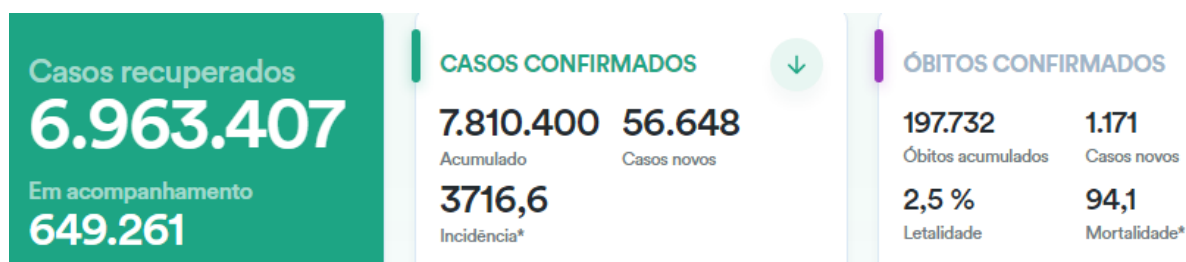 Casos recuperados
6.963.407
Em acompanhamento
649.261
CASOS CONFIRMADOS
7.810.400 56.648
Acumulado Casos novos
3716,6
Incidência*
ÓBITOS CONFIRMADOS
197.732 1.171
Óbitos acumulados Casos novos
2,5 % 94,1
Letalidade Mortalidade*